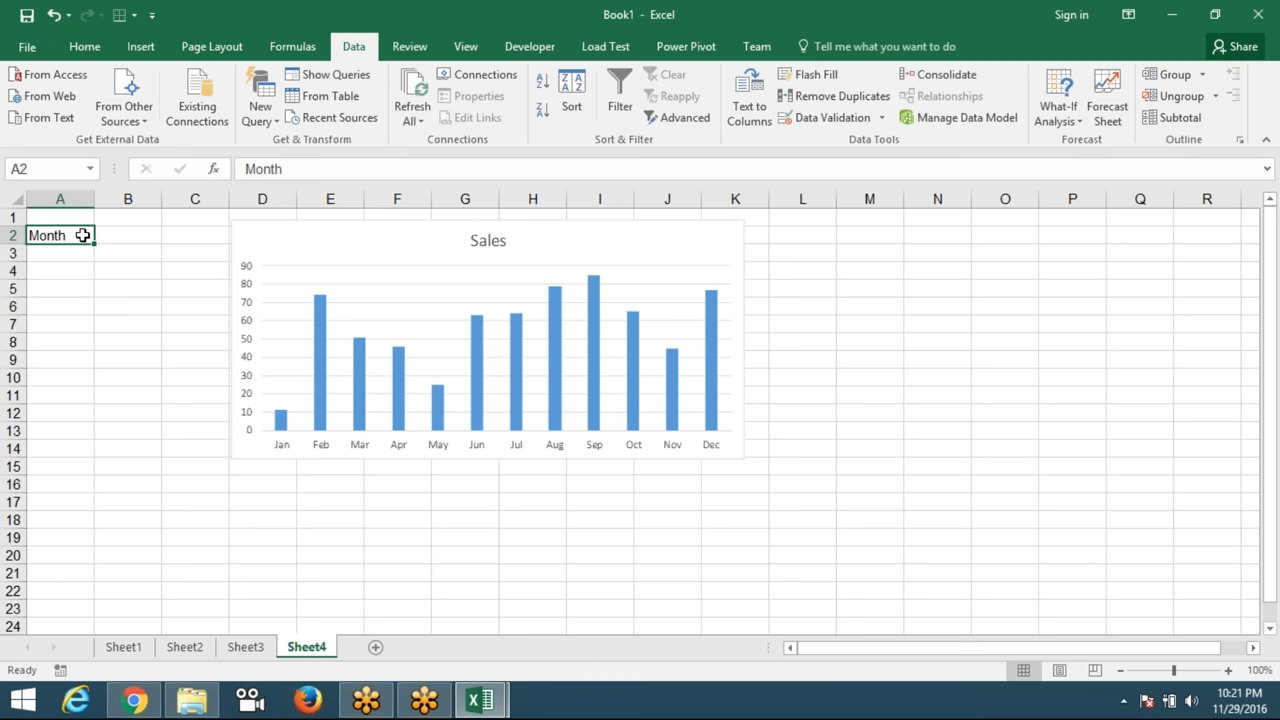 Book1 - Excel
Sign in
File Home Insert Page Layout Formulas Data Review View Developer Load Test Power Pivot Team Tell me what you want to do Share
From Access
From Web
From Text
From Other Sources
Existing Connections
Get External Data
New Query
Show Queries
From Table
Recent Sources
Get & Transform
Refresh All
Connections
Properties
Edit Links
Connections
Sort
Filter
Clear
Reapply
Advanced
Sort & Filter
Text to Columns
Flash Fill
Remove Duplicates
Data Validation
Consolidate
Relationships
Manage Data Model
Data Tools
What-If Analysis
Forecast Sheet
Forecast
Group
Ungroup
Subtotal
Outline
A2 fx Month
A B C D E F G H I J K L M N O P Q R
1
2 Month
3
4
5
6
7
8
9
10
11
12
13
14
15
16
17
18
19
20
21
22
23
24
Sales
90
80
70
60
50
40
30
20
10
0
Jan Feb Mar Apr May Jun Jul Aug Sep Oct Nov Dec
Sheet1 Sheet2 Sheet3 Sheet4
Ready
100%
10:21 PM
11/29/2016